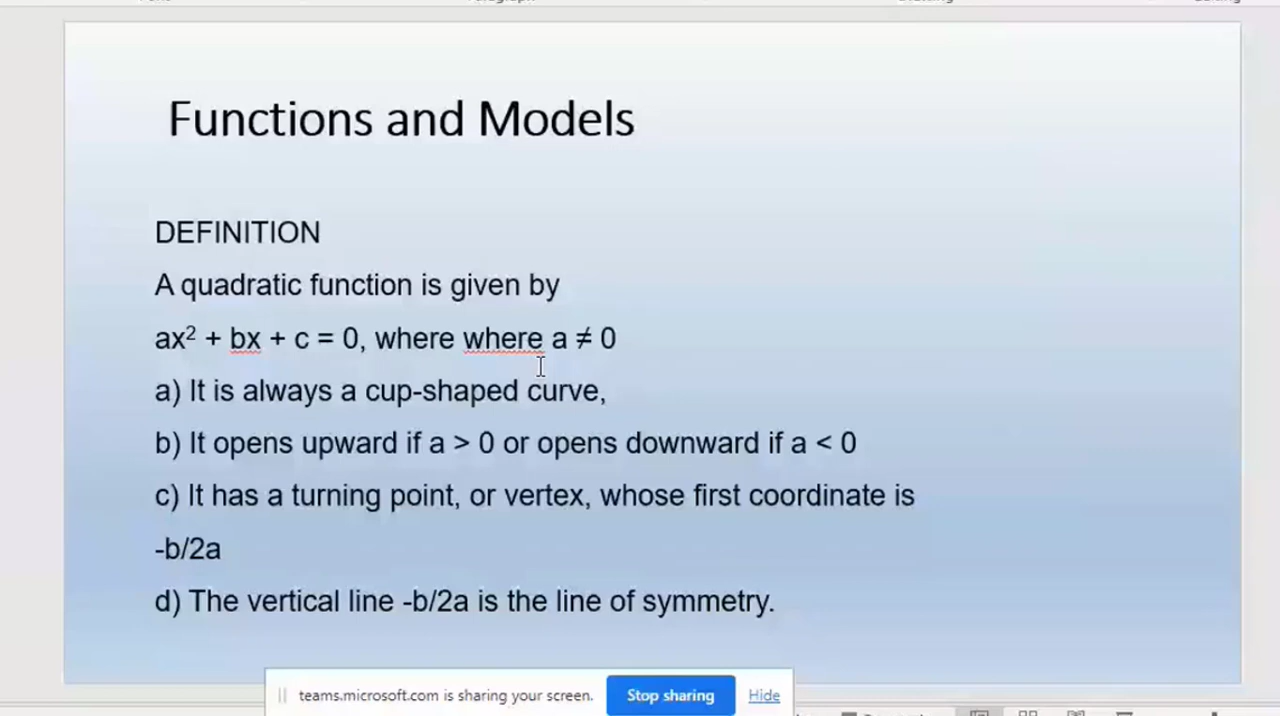 Functions and Models
DEFINITION
A quadratic function is given by
ax² + bx + c = 0, where where a ≠ 0
a) It is always a cup-shaped curve,
b) It opens upward if a > 0 or opens downward if a < 0
c) It has a turning point, or vertex, whose first coordinate is
-b/2a
d) The vertical line -b/2a is the line of symmetry.
teams.microsoft.com is sharing your screen. Stop sharing Hide